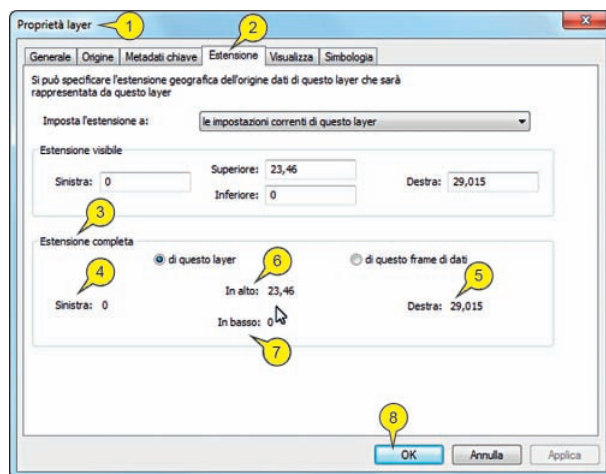 Proprietà layer 1
2
Generale Origine Metadati chiave Estensione Visualizza Simbologia
Si può specificare l'estensione geografica dell'origine dati di questo layer che sarà
rappresentata da questo layer
Imposta l'estensione a: le impostazioni correnti di questo layer
Estensione visibile
Superiore: 23,46
Sinistra: 0
Destra: 29,015
Inferiore: 0
3
Estensione completa
di questo layer
di questo frame di dati
4
6
5
In alto: 23,46
Sinistra: 0
Destra: 29,015
In basso: 0
7
8
OK Annulla Applica